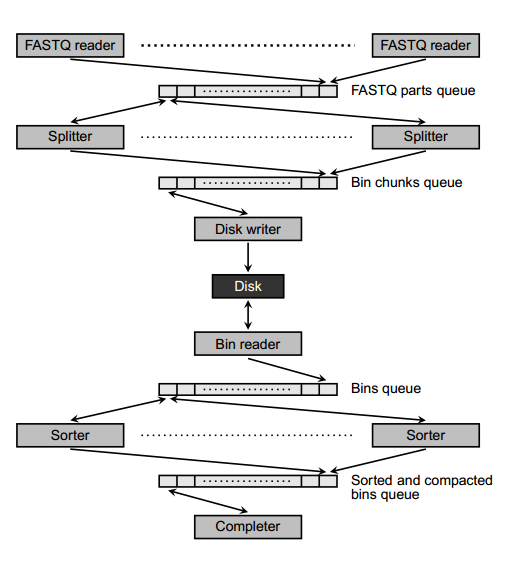 FASTQ reader
FASTQ reader
FASTQ parts queue
Splitter
Splitter
Bin chunks queue
Disk writer
Disk
Bin reader
Bins queue
Sorter
Sorter
Sorted and compacted
bins queue
Completer